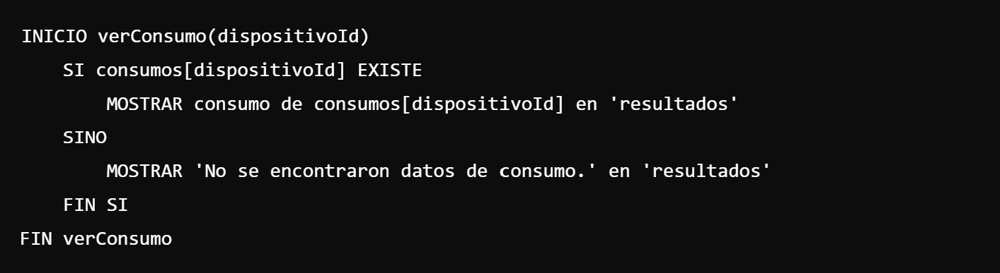 INICIO verConsumo(dispositivoId)
SI consumos[dispositivoId] EXISTE
MOSTRAR consumo de consumos[dispositivoId] en 'resultados'
SINO
MOSTRAR 'No se encontraron datos de consumo.' en 'resultados'
FIN SI
FIN verConsumo